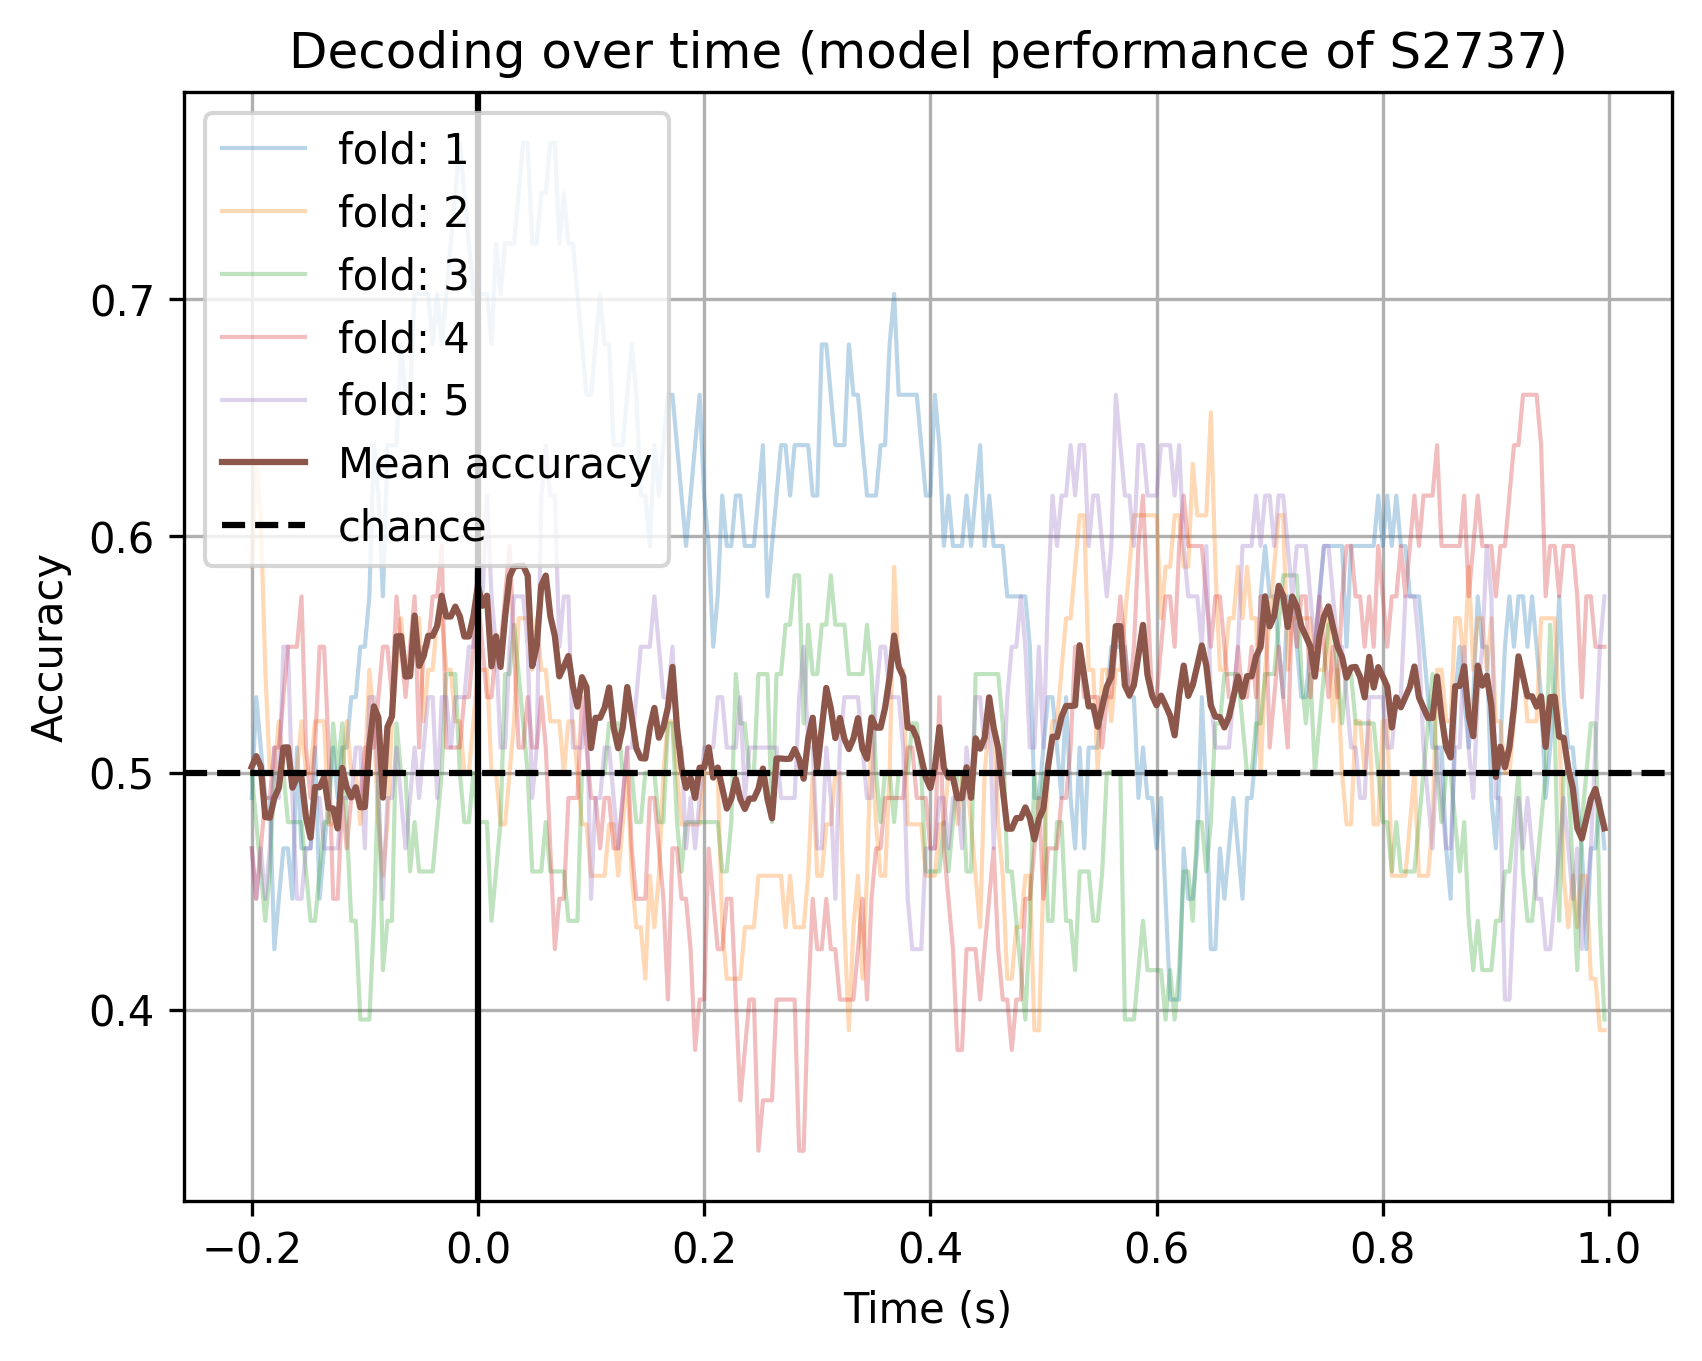 Decoding over time (model performance of S2737)
fold: 1
fold: 2
fold: 3
fold: 4
fold: 5
Mean accuracy
chance
Accuracy
0.7
0.6
0.5
0.4
−0.2 0.0 0.2 0.4 0.6 0.8 1.0
Time (s)